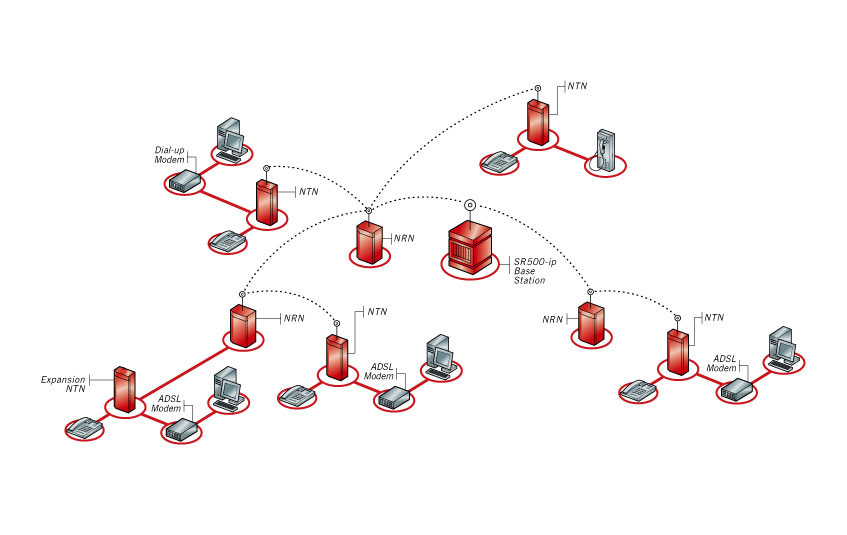 NTN
Dial-up
Modem
NTN
NRN
SR500-ip
Base
Station
NRN
NTN
NRN
NTN
ADSL
Modem
ADSL
Modem
Expansion
NTN
ADSL
Modem